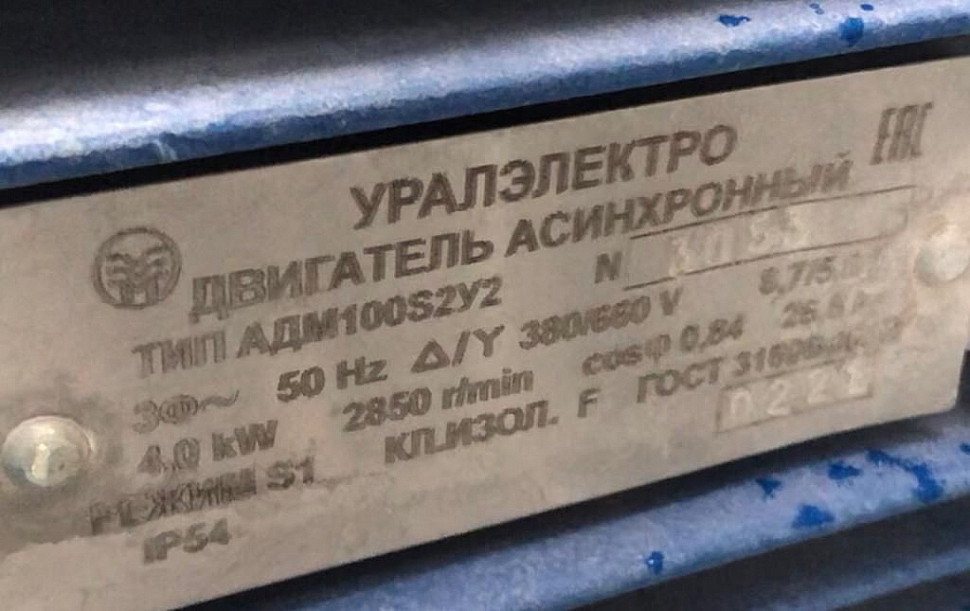 УРАЛЭЛЕКТРО
EAC
ДВИГАТЕЛЬ АСИНХРОННЫЙ
ТИП АДМ100S2У2 N
3Ф~ 50 Hz Δ/Y 380/660 V
4.0 kW 2850 r/min cosφ 0,84
РЕЖИМ S1 КЛ.ИЗОЛ. F ГОСТ
IP54